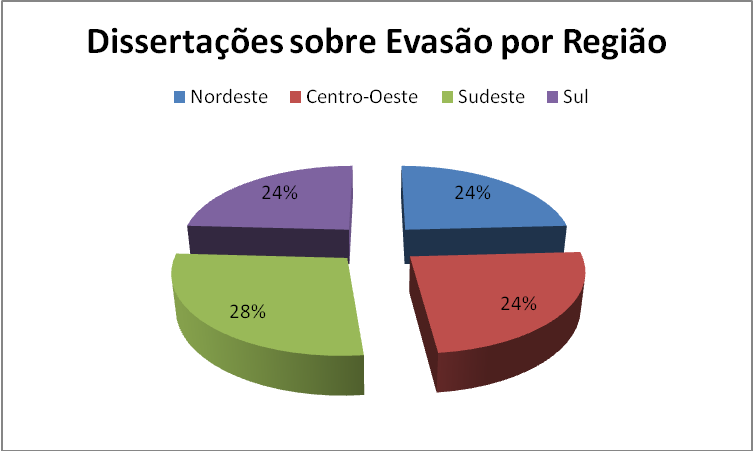 Dissertações sobre Evasão por Região
Nordeste Centro-Oeste Sudeste Sul
24% 24%
28% 24%